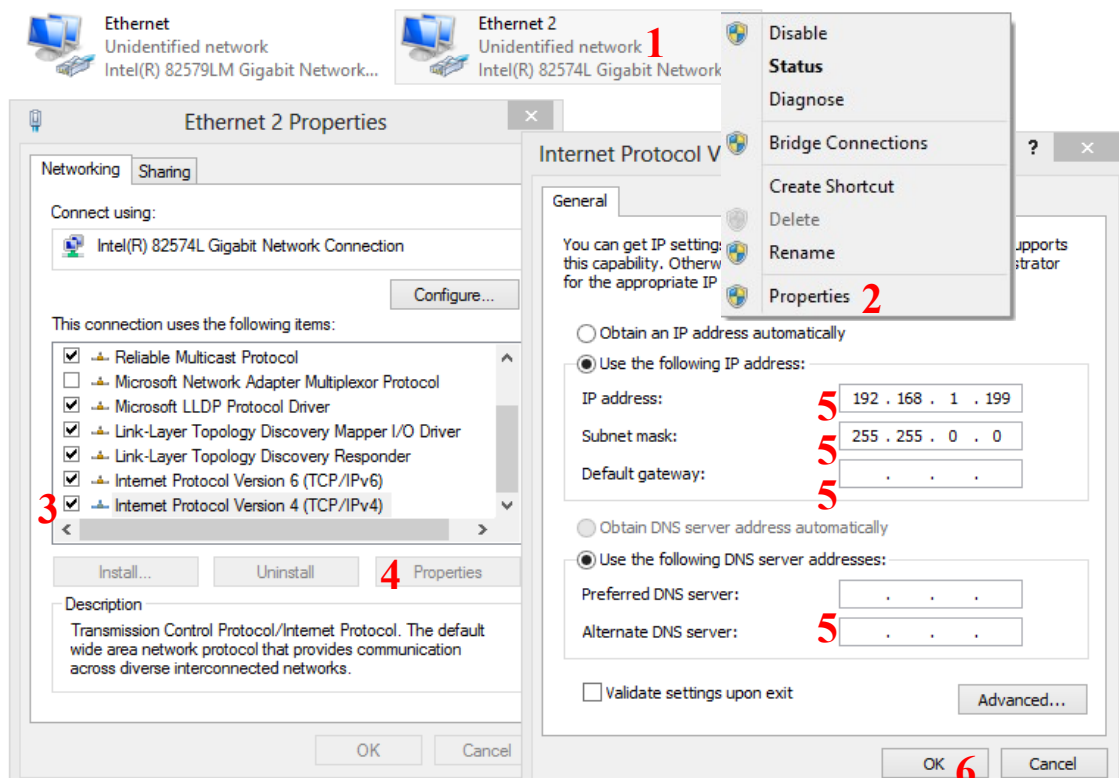 Ethernet
Unidentified network
Intel(R) 82579LM Gigabit Network...
Ethernet 2
Unidentified network 1
Intel(R) 82574L Gigabit Network
Disable
Status
Diagnose
Bridge Connections
Create Shortcut
Delete
Rename
Properties 2
Ethernet 2 Properties
Networking
Sharing
Connect using:
Intel(R) 82574L Gigabit Network Connection
Configure...
This connection uses the following items:
Reliable Multicast Protocol
Microsoft Network Adapter Multiplexor Protocol
Microsoft LLDP Protocol Driver
Link-Layer Topology Discovery Mapper I/O Driver
Link-Layer Topology Discovery Responder
Internet Protocol Version 6 (TCP/IPv6)
3 Internet Protocol Version 4 (TCP/IPv4)
Install...
Uninstall
4 Properties
Description
Transmission Control Protocol/Internet Protocol. The default
wide area network protocol that provides communication
across diverse interconnected networks.
OK
Cancel
Internet Protocol V
?
General
You can get IP settings upports
this capability. Otherw strator
for the appropriate IP
Obtain an IP address automatically
Use the following IP address:
IP address: 5 192 . 168 . 1 . 199
Subnet mask: 5 255 . 255 . 0 . 0
Default gateway: 5 . . .
Obtain DNS server address automatically
Use the following DNS server addresses:
Preferred DNS server: . . .
Alternate DNS server: 5 . . .
Validate settings upon exit
Advanced...
OK 6
Cancel